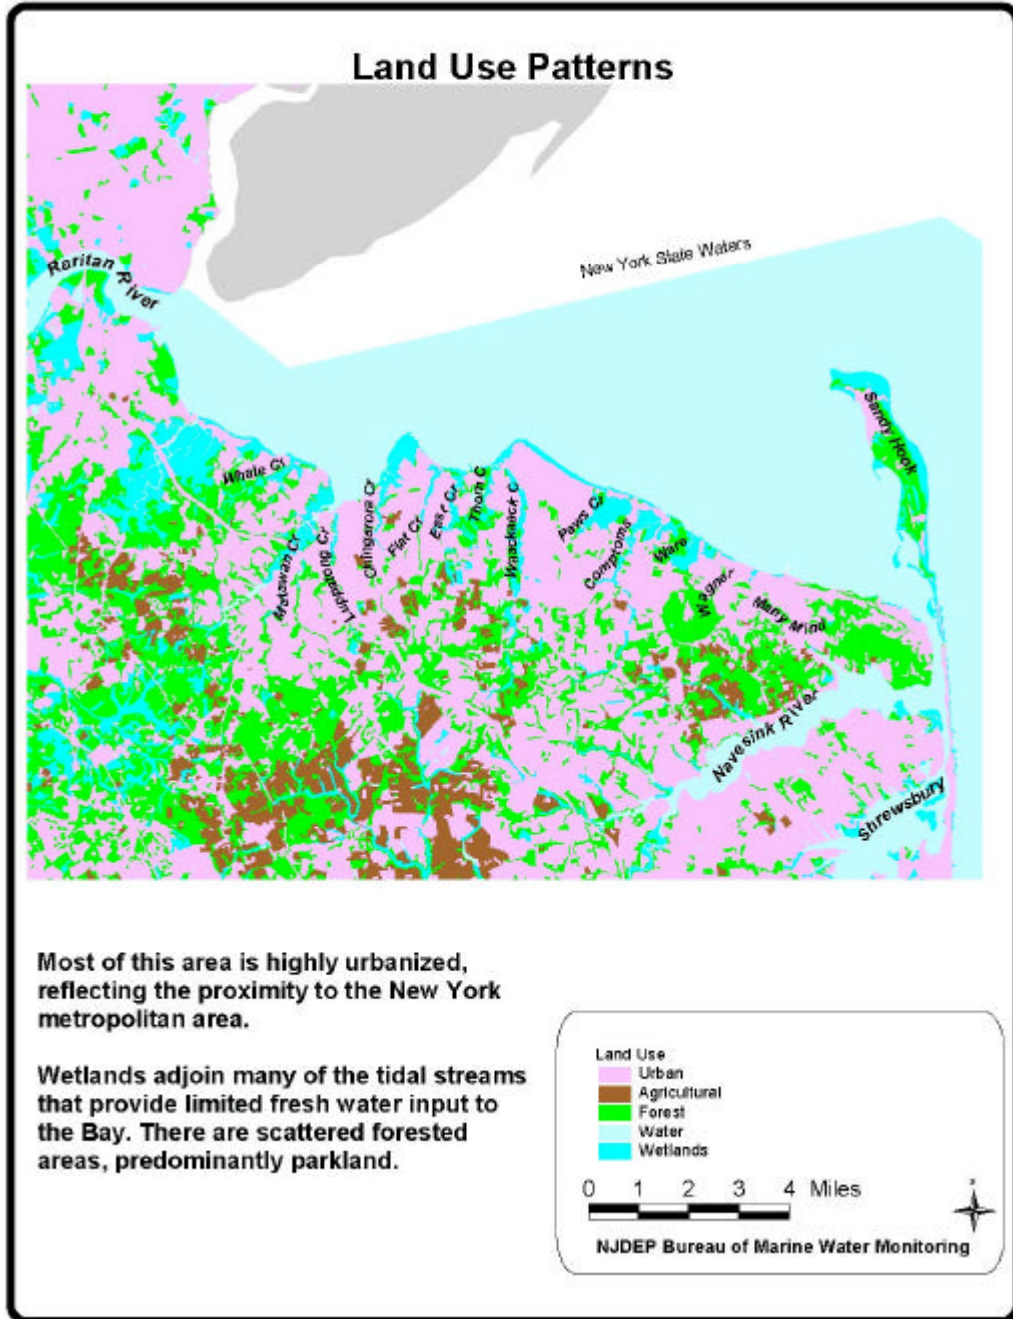 Land Use Patterns
New York State Waters
Raritan River
Sandy Hook
Whale Cr
Matawan Cr
Luppatong Cr
Chingarora Cr
Flat Cr
East Cr
Thorn C
Waackaack C
Paws Cr
Comptoms
Ware
Wagner
Many Mind
Navesink River
Shrewsbury
Most of this area is highly urbanized,
reflecting the proximity to the New York
metropolitan area.
Wetlands adjoin many of the tidal streams
that provide limited fresh water input to
the Bay. There are scattered forested
areas, predominantly parkland.
Land Use
Urban
Agricultural
Forest
Water
Wetlands
0 1 2 3 4 Miles
NJDEP Bureau of Marine Water Monitoring